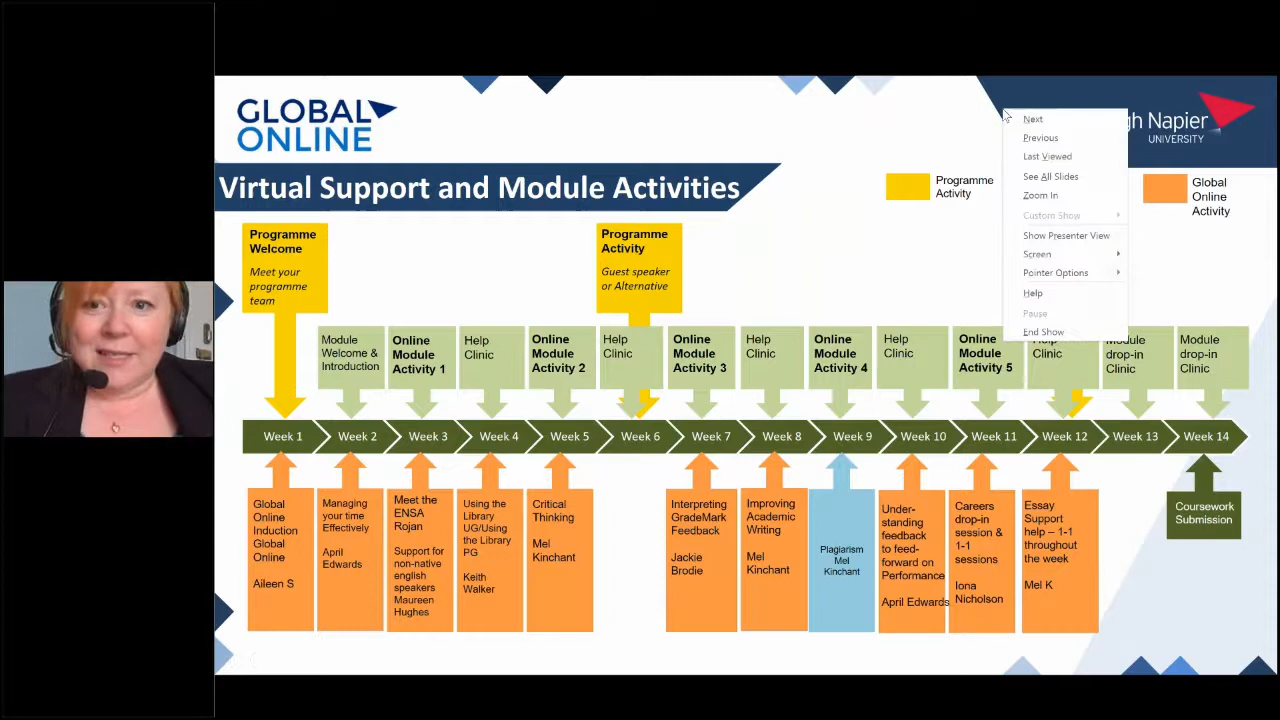 GLOBAL
ONLINE
gh Napier
UNIVERSITY
Next
Previous
Last Viewed
See All Slides
Zoom In
Custom Show
Show Presenter View
Screen
Pointer Options
Help
Pause
End Show
Virtual Support and Module Activities
Programme
Activity
Global
Online
Activity
Programme
Welcome
Meet your
programme
team
Programme
Activity
Guest speaker
or Alternative
Module
Welcome &
Introduction
Online
Module
Activity 1
Help
Clinic
Online
Module
Activity 2
Help
Clinic
Online
Module
Activity 3
Help
Clinic
Online
Module
Activity 4
Help
Clinic
Online
Module
Activity 5
Help
Clinic
Module
drop-in
Clinic
Module
drop-in
Clinic
Week 1
Week 2
Week 3
Week 4
Week 5
Week 6
Week 7
Week 8
Week 9
Week 10
Week 11
Week 12
Week 13
Week 14
Global
Online
Induction
Global
Online
Aileen S
Managing
your time
Effectively
April
Edwards
Meet the
ENSA
Rojan
Support for
non-native
english
speakers
Maureen
Hughes
Using the
Library
UG/Using
the Library
PG
Keith
Walker
Critical
Thinking
Mel
Kinchant
Interpreting
GradeMark
Feedback
Jackie
Brodie
Improving
Academic
Writing
Mel
Kinchant
Plagiarism
Mel
Kinchant
Under-
standing
feedback
to feed-
forward on
Performance
April Edwards
Careers
drop-in
session &
1-1
sessions
Iona
Nicholson
Essay
Support
help – 1-1
throughout
the week
Mel K
Coursework
Submission